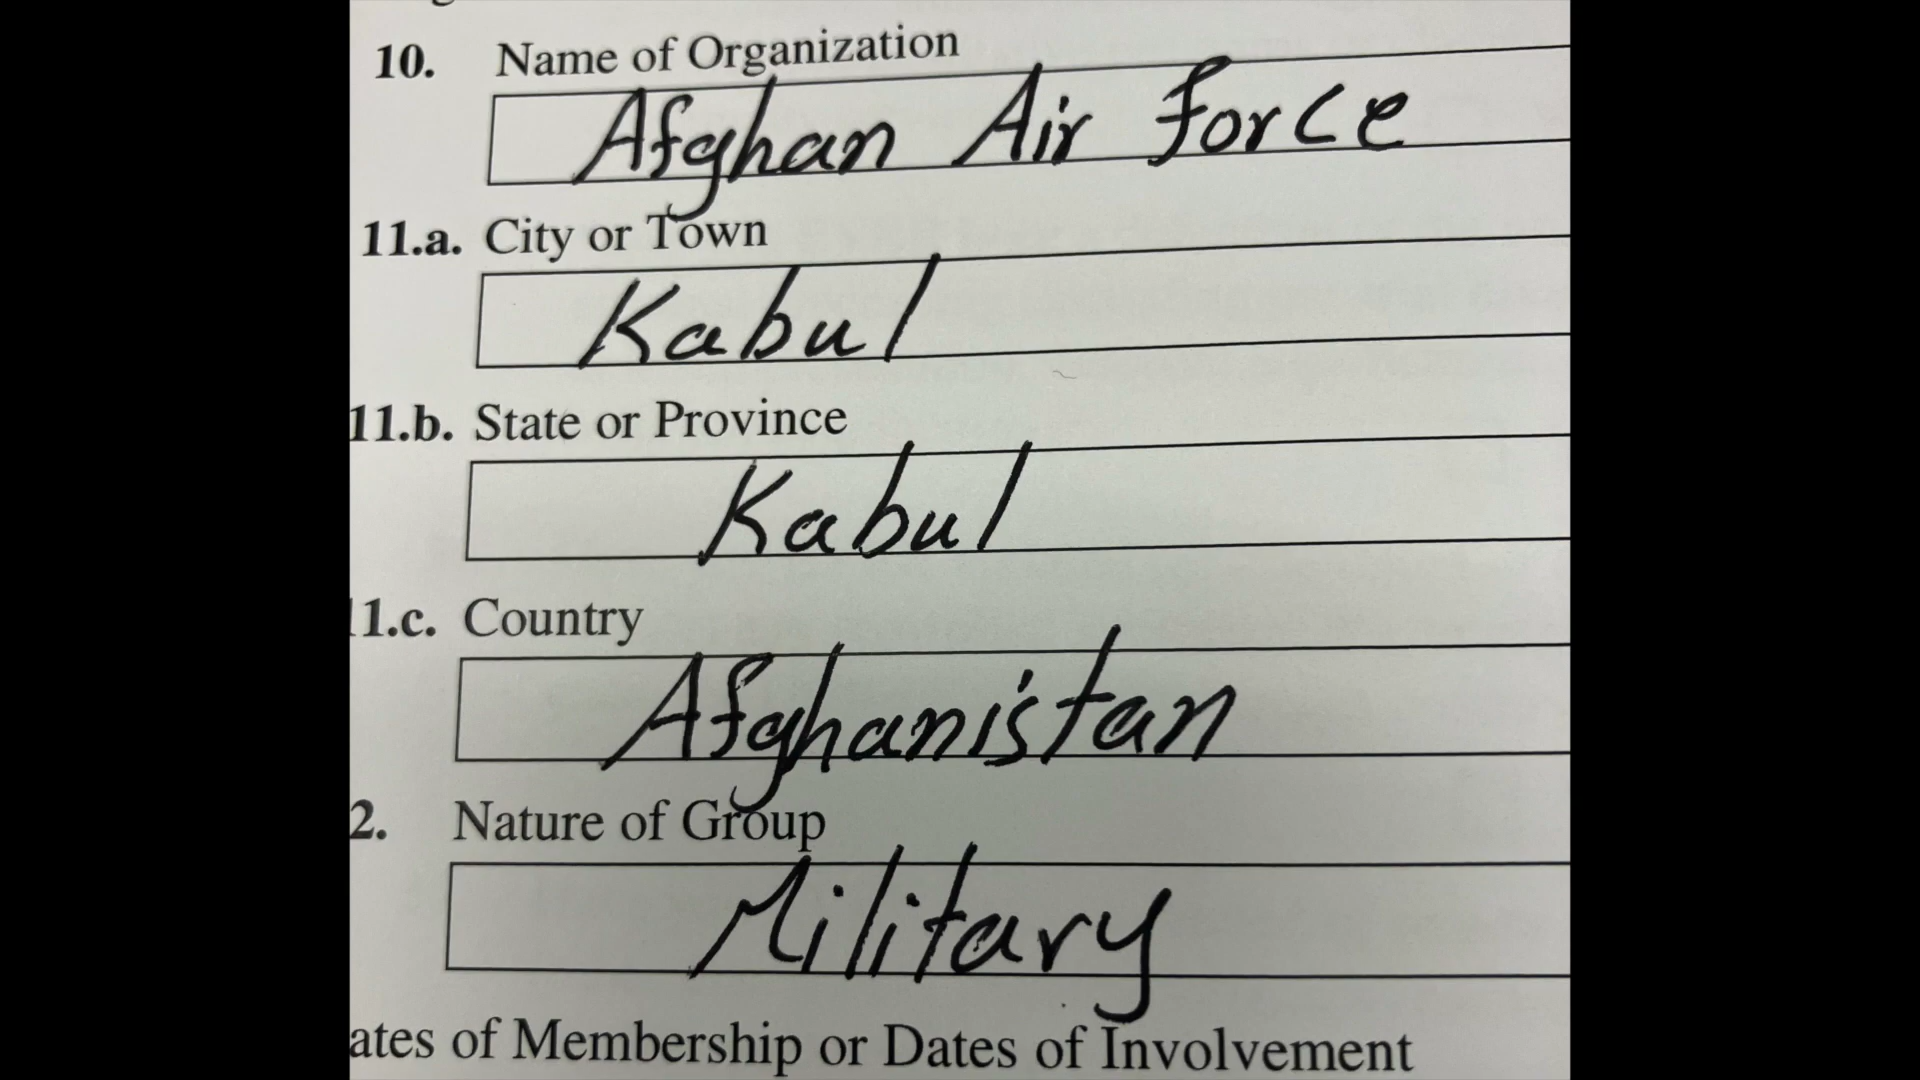 10. Name of Organization
Afghan Air Force
11.a. City or Town
Kabul
11.b. State or Province
Kabul
11.c. Country
Afghanistan
2. Nature of Group
Military
ates of Membership or Dates of Involvement